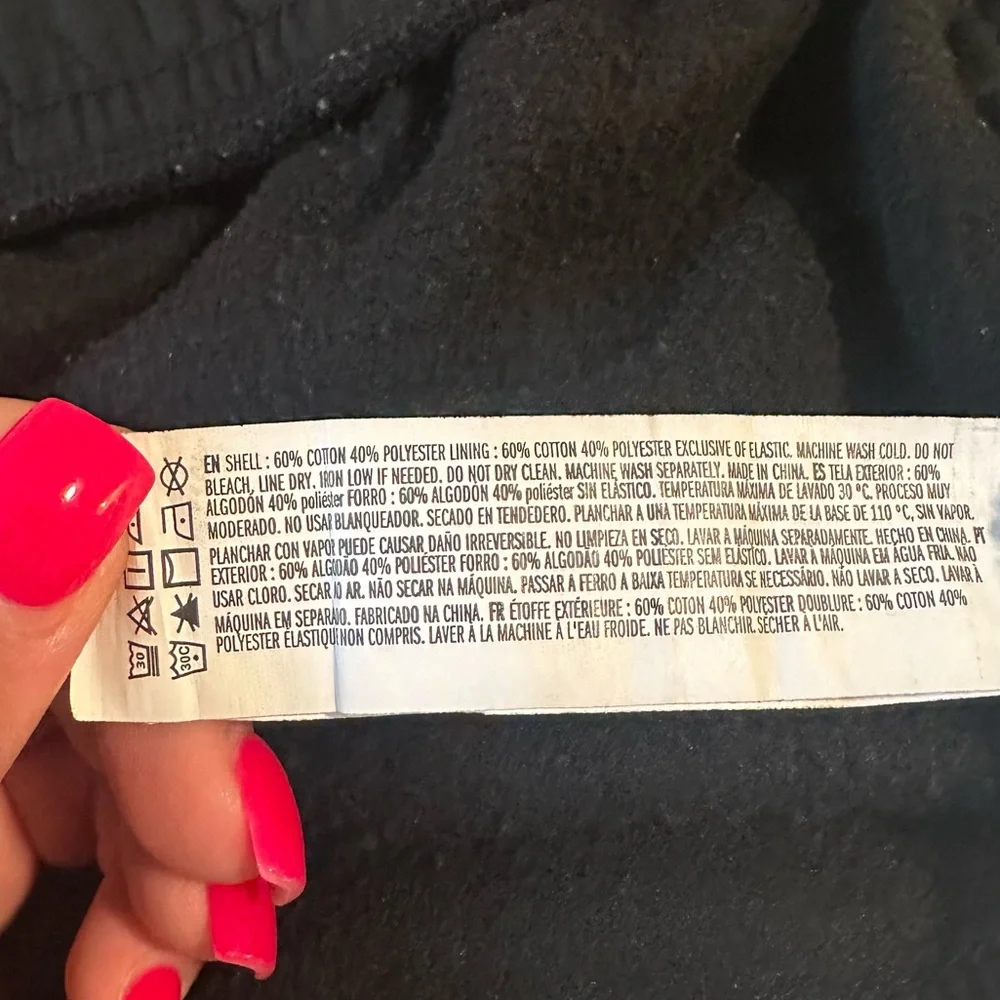 EN SHELL : 60% COTTON 40% POLYESTER LINING : 60% COTTON 40% POLYESTER EXCLUSIVE OF ELASTIC. MACHINE WASH COLD. DO NOT
BLEACH, LINE DRY. IRON LOW IF NEEDED. DO NOT DRY CLEAN. MACHINE WASH SEPARATELY. MADE IN CHINA. ES TELA EXTERIOR : 60%
ALGODÓN 40% poliéster FORRO : 60% ALGODÓN 40% poliéster SIN ELÁSTICO. TEMPERATURA MÁXIMA DE LAVADO 30 °C. PROCESO MUY
MODERADO. NO USAR BLANQUEADOR. SECADO EN TENDEDERO. PLANCHAR A UNA TEMPERATURA MÁXIMA DE LA BASE DE 110 °C, SIN VAPOR.
PLANCHAR CON VAPOR PUEDE CAUSAR DAÑO IRREVERSIBLE. NO LIMPIEZA EN SECO. LAVAR A MÁQUINA SEPARADAMENTE. HECHO EN CHINA. PT
EXTERIOR : 60% ALGODÃO 40% POLIÉSTER FORRO : 60% ALGODÃO 40% POLIÉSTER SEM ELÁSTICO. LAVAR À MÁQUINA EM ÁGUA FRIA. NÃO
USAR CLORO. SECAR O AR. NÃO SECAR NA MÁQUINA. PASSAR A FERRO A BAIXA TEMPERATURA SE NECESSÁRIO. NÃO LAVAR À SECO. LAVAR À
MÁQUINA EM SEPARADO. FABRICADO NA CHINA. FR ÉTOFFE EXTÉRIEURE : 60% COTON 40% POLYESTER DOUBLURE : 60% COTON 40%
POLYESTER ÉLASTIQUE NON COMPRIS. LAVER À LA MACHINE À L'EAU FROIDE. NE PAS BLANCHIR. SÉCHER À L'AIR.
30
30C